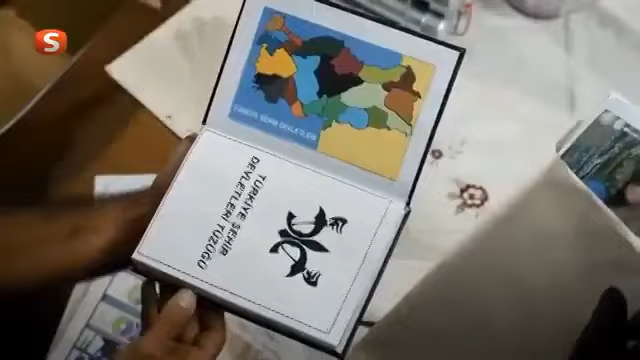 S
TÜRKİYE ŞEHİR DEVLETLERİ
TÜRKİYE ŞEHİR
DEVLETLERİ TÜZÜĞÜ